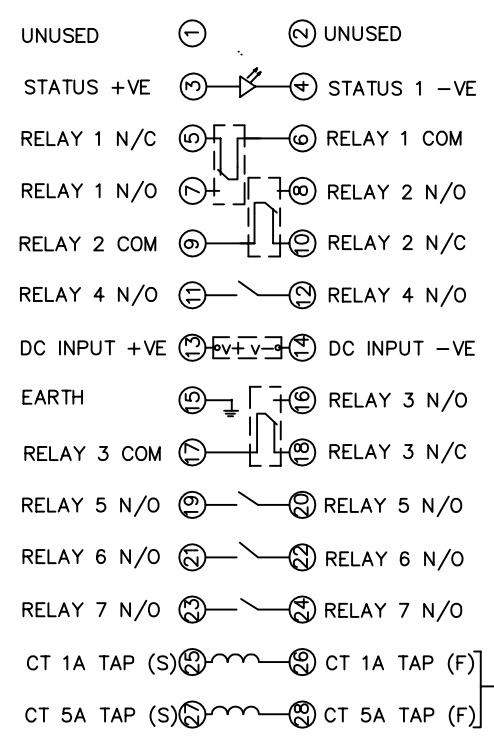 UNUSED 1 2 UNUSED
STATUS +VE 3 4 STATUS 1 −VE
RELAY 1 N/C 5 6 RELAY 1 COM
RELAY 1 N/O 7 8 RELAY 2 N/O
RELAY 2 COM 9 10 RELAY 2 N/C
RELAY 4 N/O 11 12 RELAY 4 N/O
DC INPUT +VE 13 V+ V− 14 DC INPUT −VE
EARTH 15 16 RELAY 3 N/O
RELAY 3 COM 17 18 RELAY 3 N/C
RELAY 5 N/O 19 20 RELAY 5 N/O
RELAY 6 N/O 21 22 RELAY 6 N/O
RELAY 7 N/O 23 24 RELAY 7 N/O
CT 1A TAP (S) 25 26 CT 1A TAP (F)
CT 5A TAP (S) 27 28 CT 5A TAP (F)